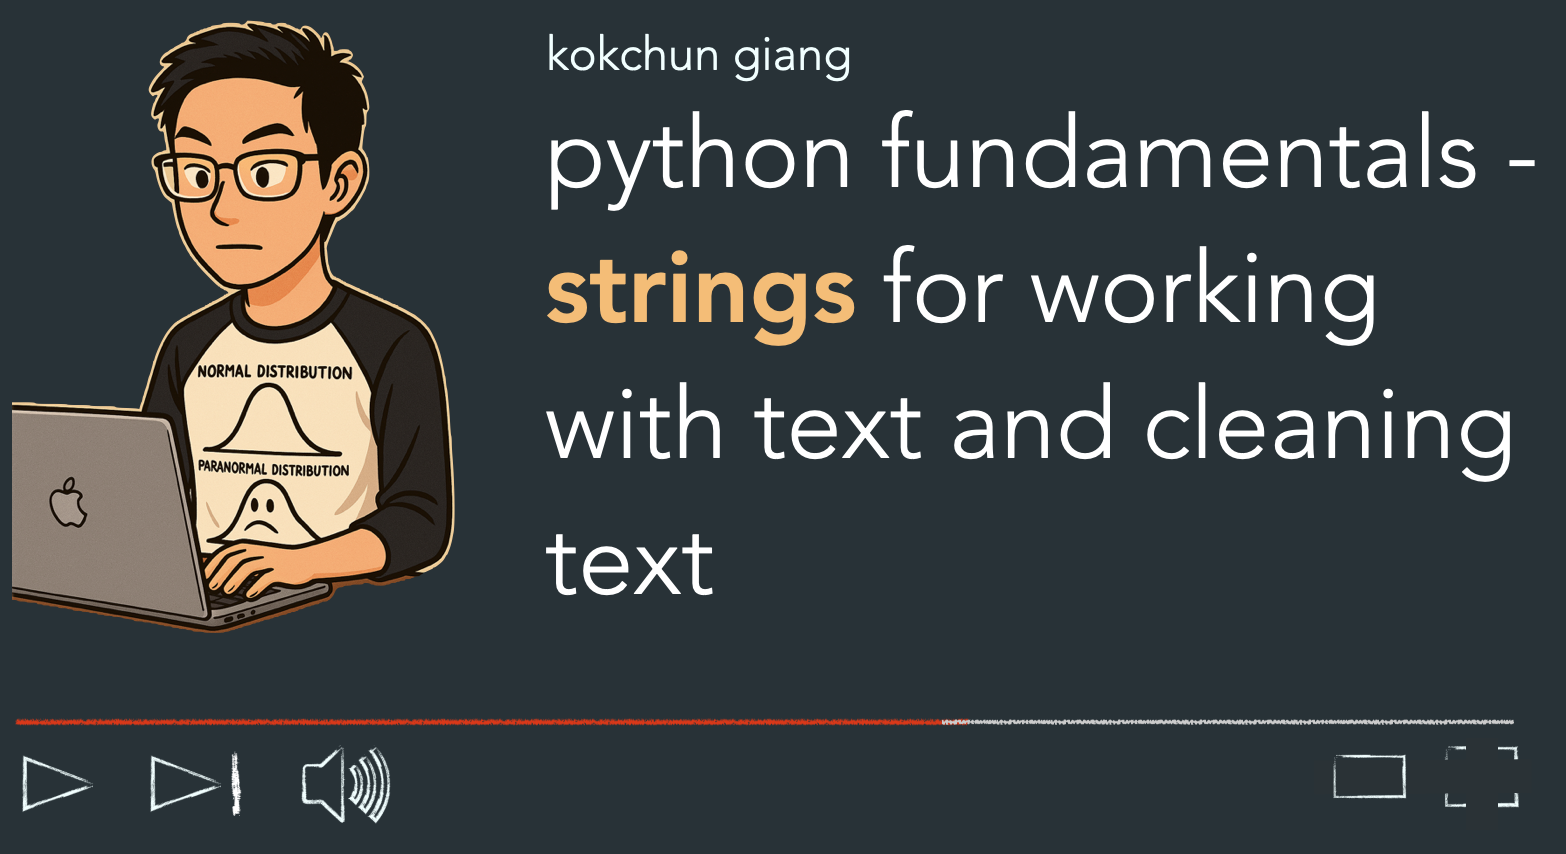 kokchun giang
python fundamentals -
strings for working
with text and cleaning
text
NORMAL DISTRIBUTION
PARANORMAL DISTRIBUTION